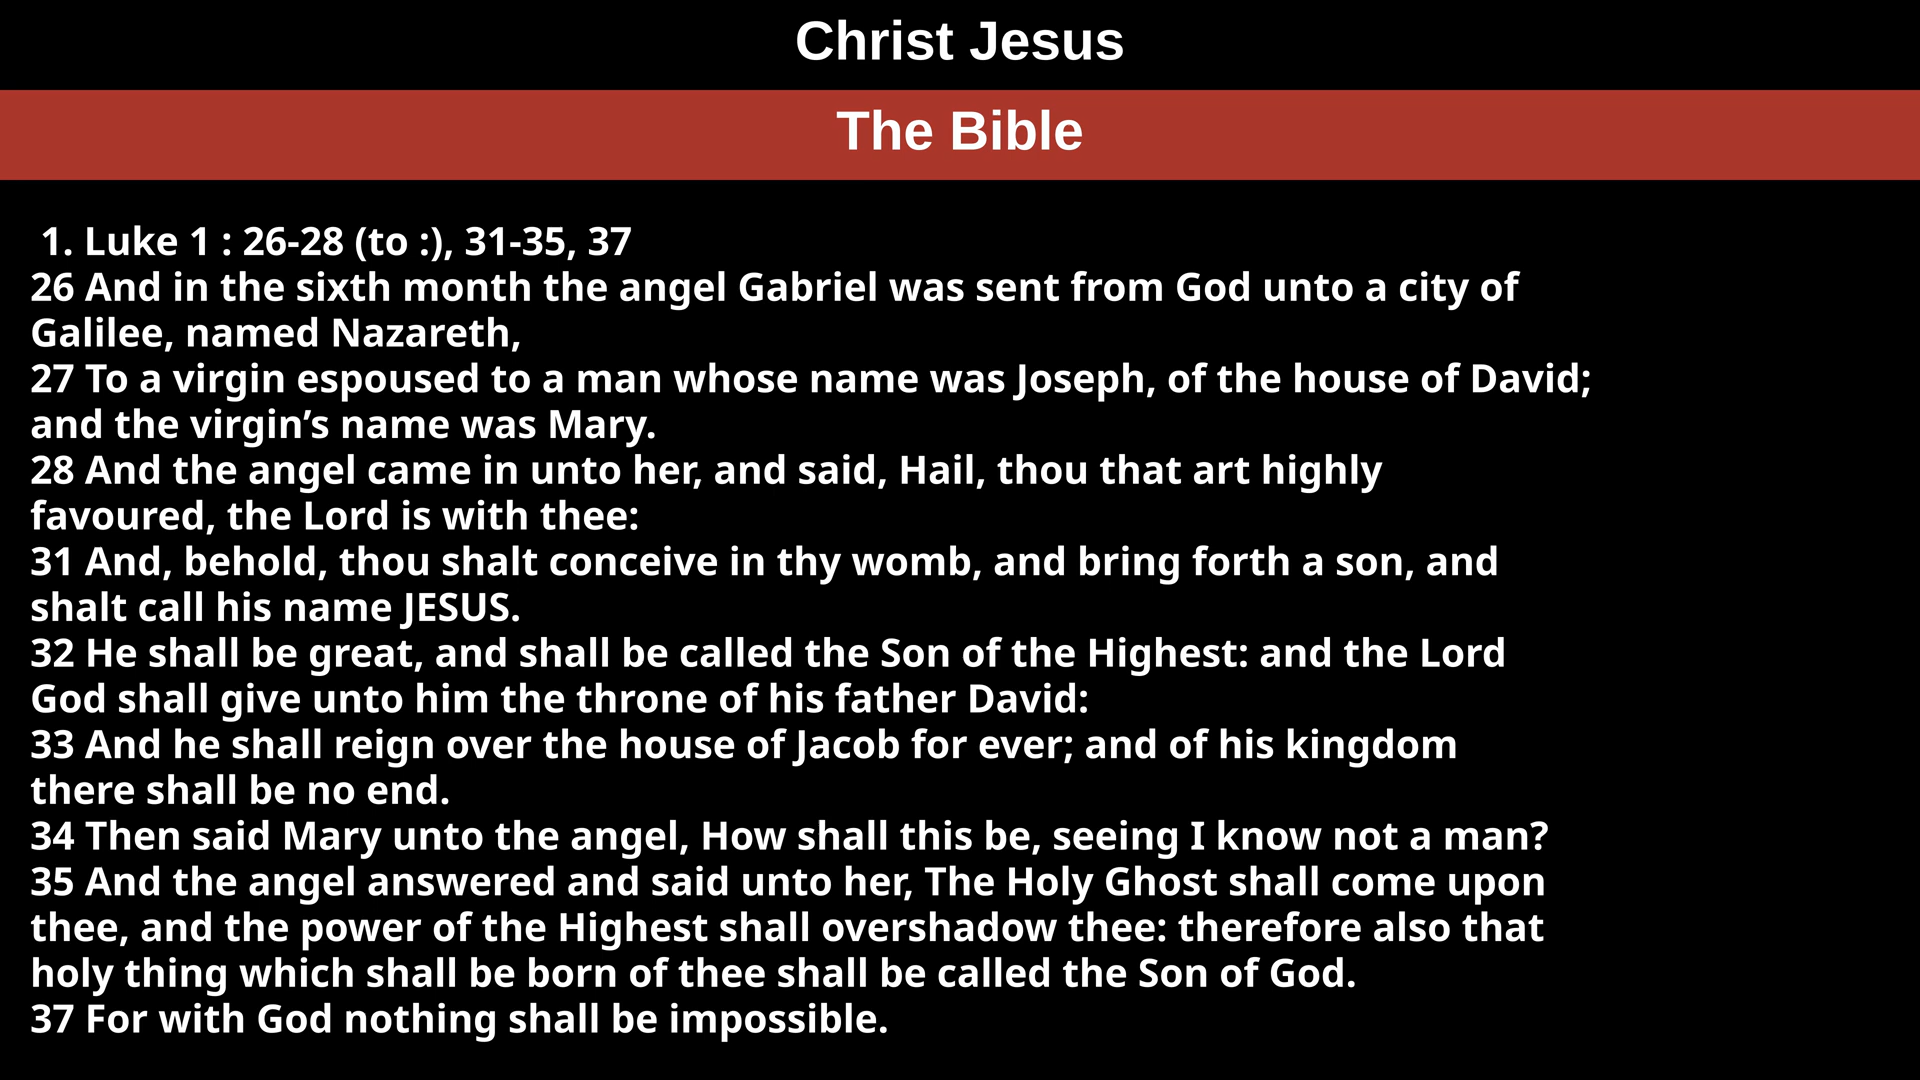 Christ Jesus
The Bible
1. Luke 1 : 26-28 (to :), 31-35, 37
26 And in the sixth month the angel Gabriel was sent from God unto a city of
Galilee, named Nazareth,
27 To a virgin espoused to a man whose name was Joseph, of the house of David;
and the virgin’s name was Mary.
28 And the angel came in unto her, and said, Hail, thou that art highly
favoured, the Lord is with thee:
31 And, behold, thou shalt conceive in thy womb, and bring forth a son, and
shalt call his name JESUS.
32 He shall be great, and shall be called the Son of the Highest: and the Lord
God shall give unto him the throne of his father David:
33 And he shall reign over the house of Jacob for ever; and of his kingdom
there shall be no end.
34 Then said Mary unto the angel, How shall this be, seeing I know not a man?
35 And the angel answered and said unto her, The Holy Ghost shall come upon
thee, and the power of the Highest shall overshadow thee: therefore also that
holy thing which shall be born of thee shall be called the Son of God.
37 For with God nothing shall be impossible.